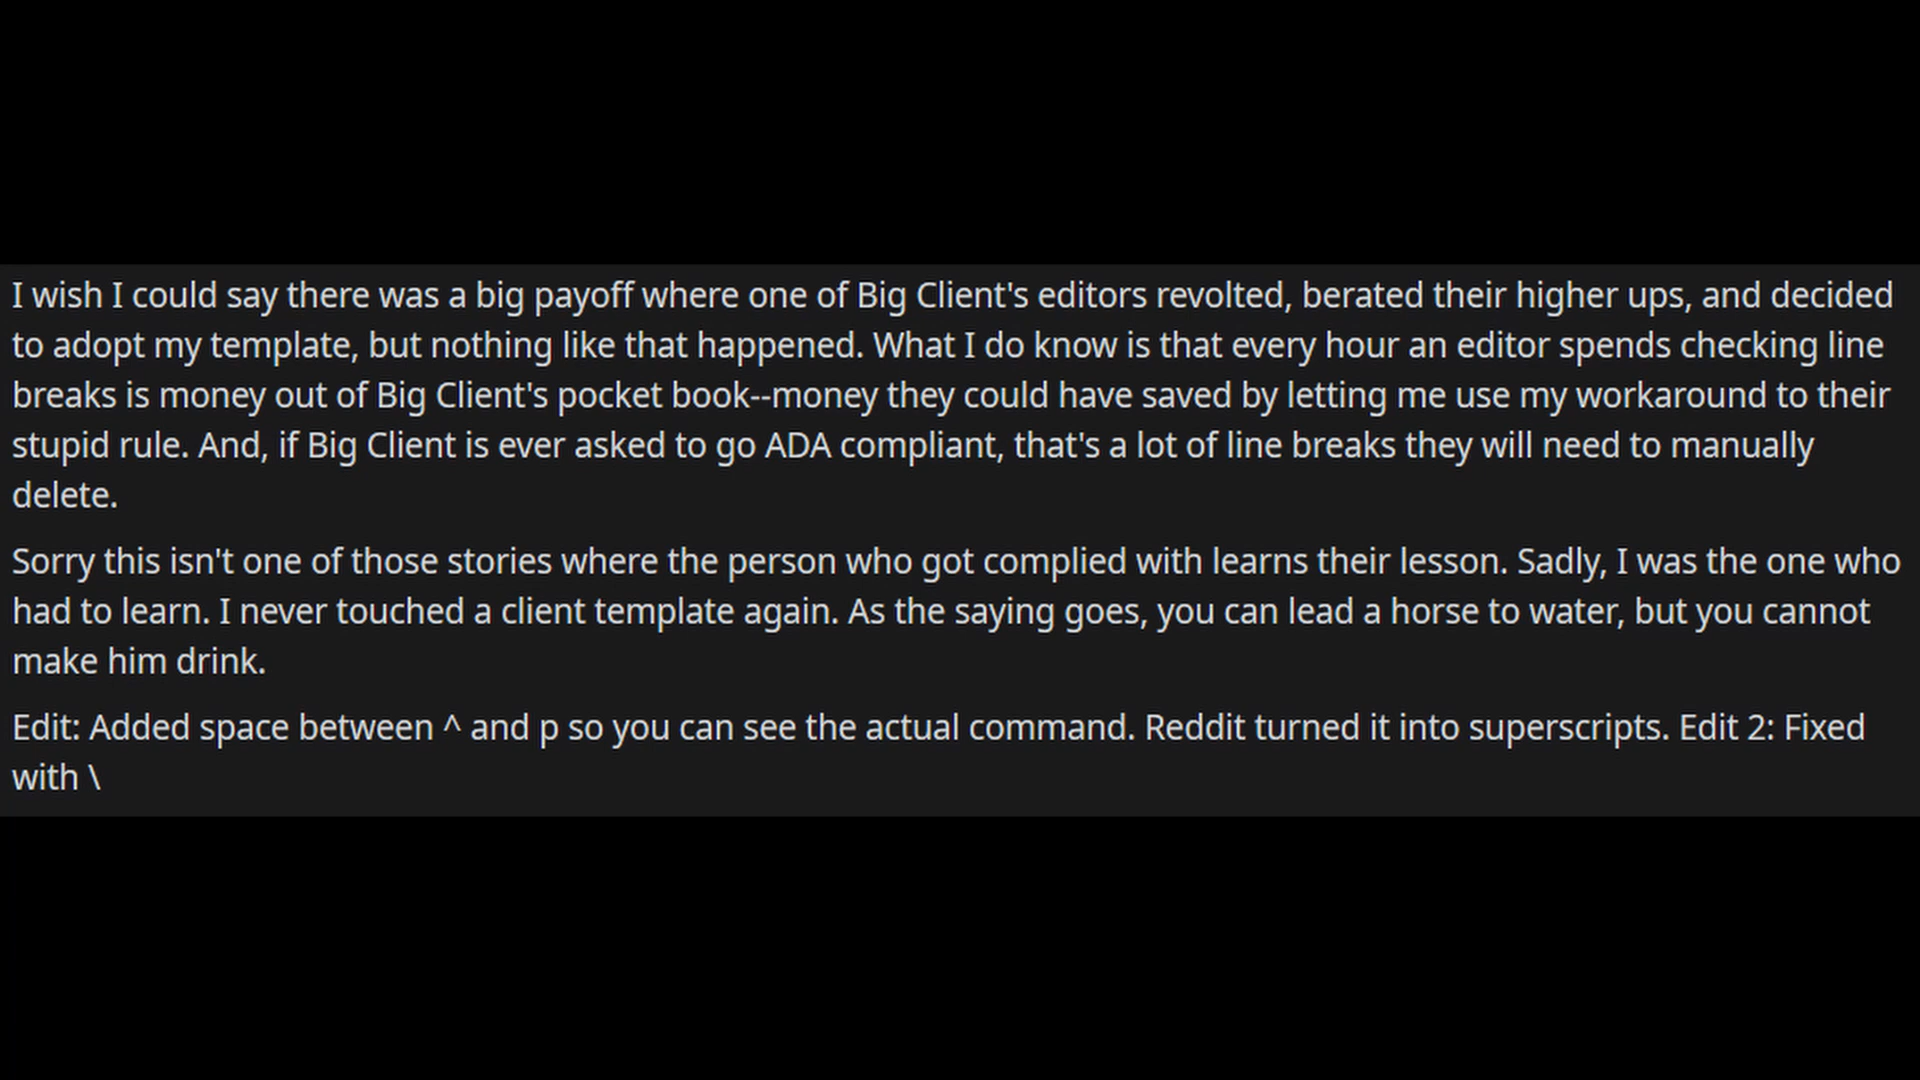 I wish I could say there was a big payoff where one of Big Client's editors revolted, berated their higher ups, and decided
to adopt my template, but nothing like that happened. What I do know is that every hour an editor spends checking line
breaks is money out of Big Client's pocket book--money they could have saved by letting me use my workaround to their
stupid rule. And, if Big Client is ever asked to go ADA compliant, that's a lot of line breaks they will need to manually
delete.
Sorry this isn't one of those stories where the person who got complied with learns their lesson. Sadly, I was the one who
had to learn. I never touched a client template again. As the saying goes, you can lead a horse to water, but you cannot
make him drink.
Edit: Added space between ^ and p so you can see the actual command. Reddit turned it into superscripts. Edit 2: Fixed
with \